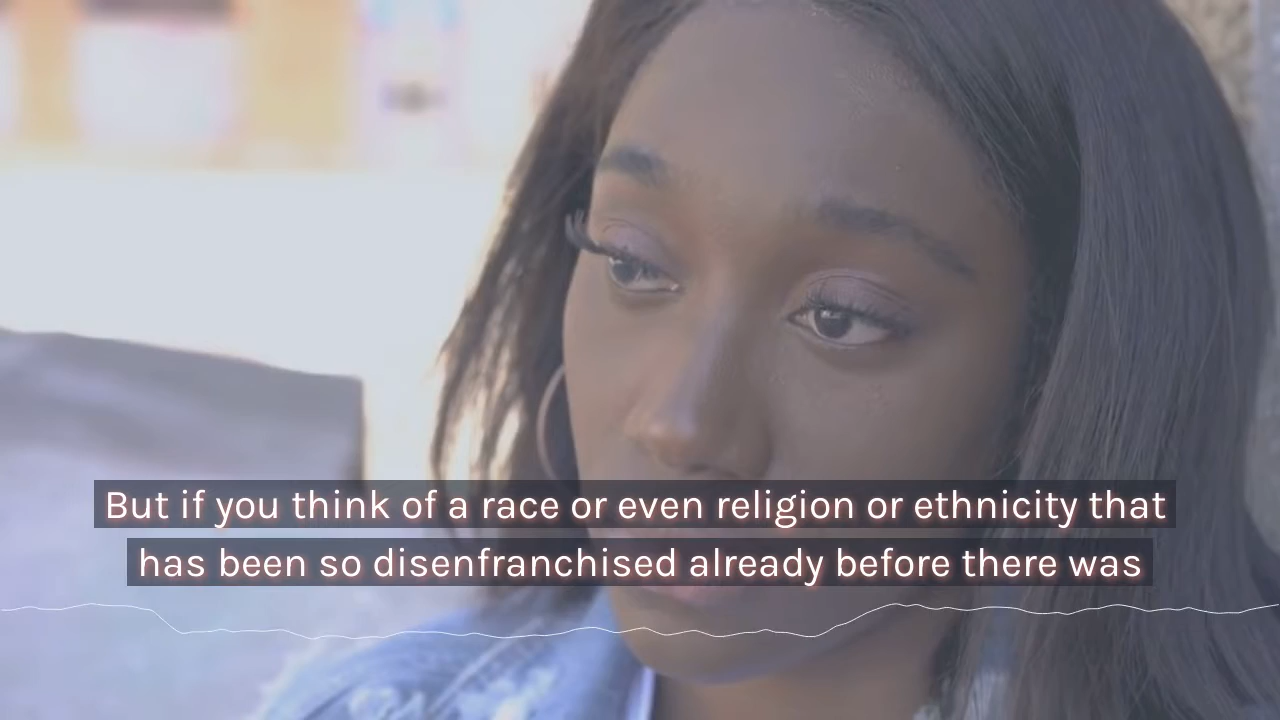 But if you think of a race or even religion or ethnicity that
has been so disenfranchised already before there was